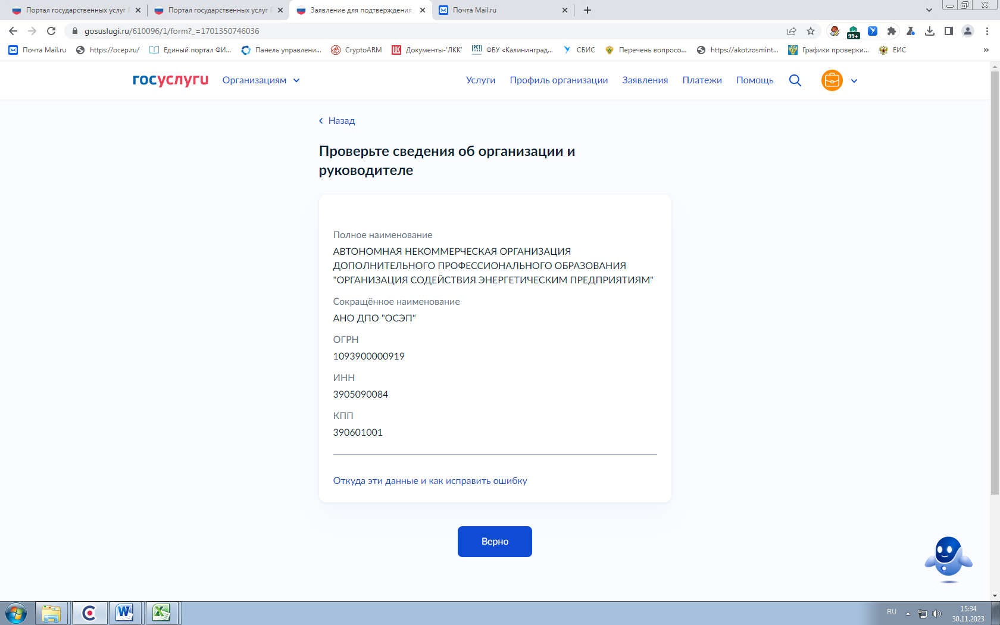 Портал государственных услуг Р
Портал государственных услуг Р
Заявление для подтверждения
Почта Mail.ru
gosuslugi.ru/610096/1/form?_=1701350746036
99+
Почта Mail.ru
https://ocep.ru/
Единый портал ФИ...
Панель управлени...
CryptoARM
Документы-'ЛКК'
ФБУ «Калининград...
СБИС
Перечень вопросо...
https://akot.rosmint...
Графики проверки...
ЕИС
»
госуслуги
Организациям
Услуги
Профиль организации
Заявления
Платежи
Помощь
Назад
Проверьте сведения об организации и
руководителе
Полное наименование
АВТОНОМНАЯ НЕКОММЕРЧЕСКАЯ ОРГАНИЗАЦИЯ
ДОПОЛНИТЕЛЬНОГО ПРОФЕССИОНАЛЬНОГО ОБРАЗОВАНИЯ
"ОРГАНИЗАЦИЯ СОДЕЙСТВИЯ ЭНЕРГЕТИЧЕСКИМ ПРЕДПРИЯТИЯМ"
Сокращённое наименование
АНО ДПО "ОСЭП"
ОГРН
1093900000919
ИНН
3905090084
КПП
390601001
Откуда эти данные и как исправить ошибку
Верно
RU
15:34
30.11.2023